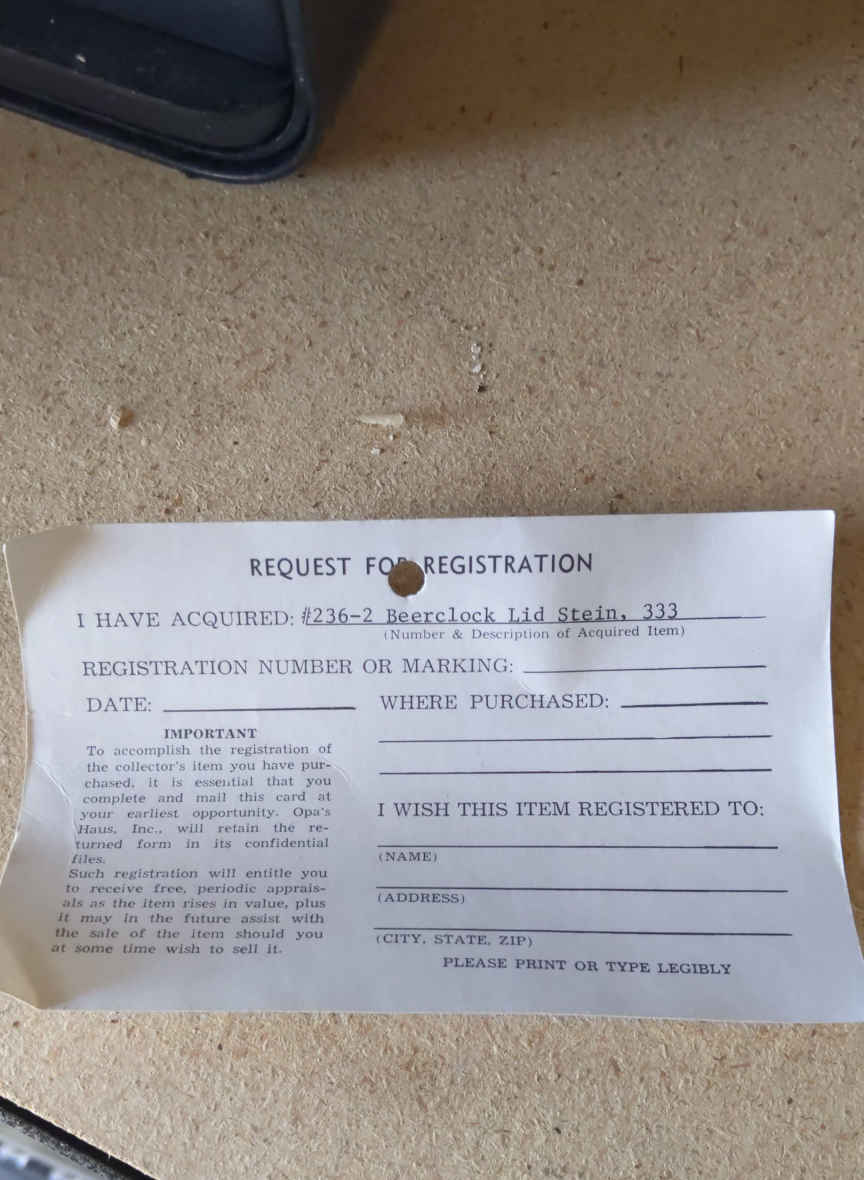 REQUEST FOR REGISTRATION
I HAVE ACQUIRED: #236-2 Beerclock Lid Stein, 333
(Number & Description of Acquired Item)
REGISTRATION NUMBER OR MARKING:
DATE:
WHERE PURCHASED:
IMPORTANT
To accomplish the registration of
the collector's item you have pur-
chased, it is essential that you
complete and mail this card at
your earliest opportunity. Opa's
Haus, Inc., will retain the re-
turned form in its confidential
files.
Such registration will entitle you
to receive free, periodic apprais-
als as the item rises in value, plus
it may in the future assist with
the sale of the item should you
at some time wish to sell it.
I WISH THIS ITEM REGISTERED TO:
(NAME)
(ADDRESS)
(CITY, STATE, ZIP)
PLEASE PRINT OR TYPE LEGIBLY